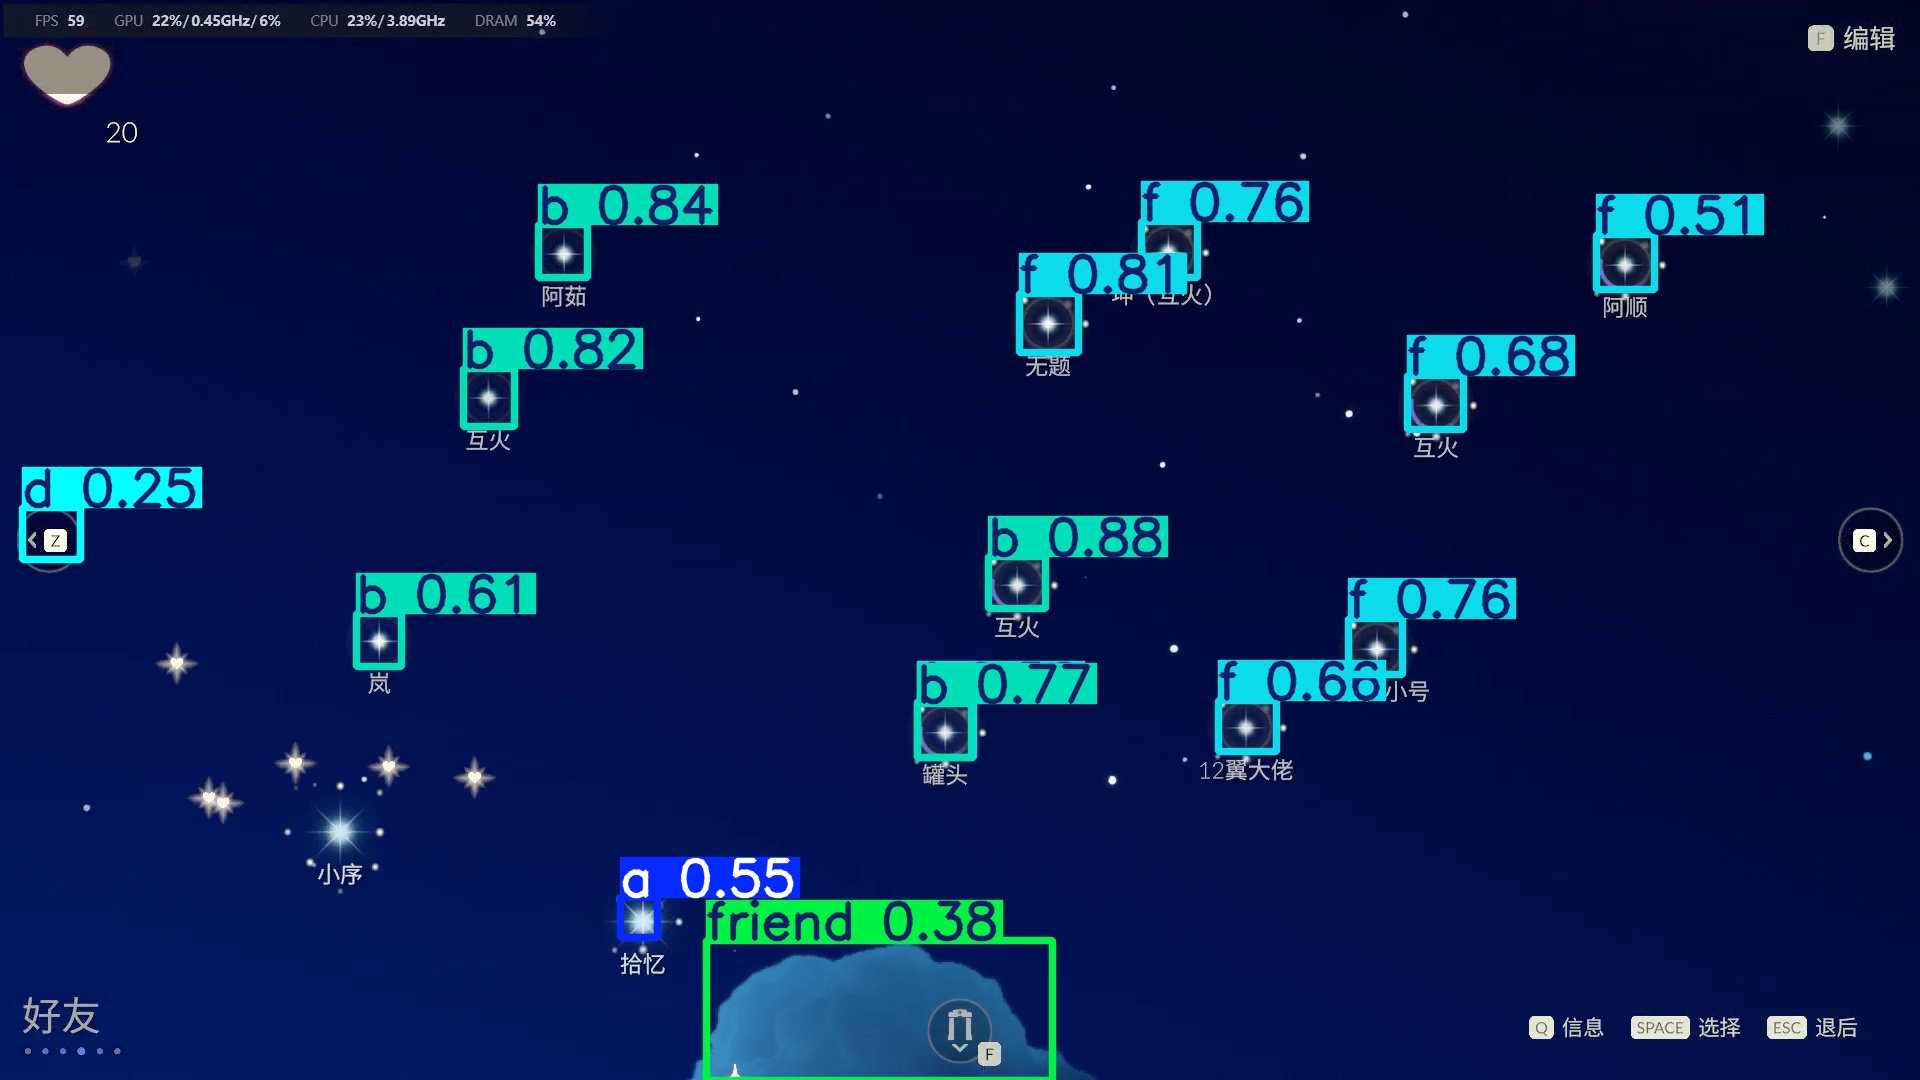 FPS 59 GPU 22%/0.45GHz/6% CPU 23%/3.89GHz DRAM 54%
F 编辑
20
b 0.84
阿茹
f 0.76
坤（互火）
f 0.51
阿顺
f 0.81
无题
b 0.82
互火
f 0.68
互火
d 0.25
Z
b 0.88
互火
C
b 0.61
岚
f 0.76
小号
b 0.77
罐头
f 0.66
12翼大佬
小序
a 0.55
拾忆
friend 0.38
F
好友
Q 信息 SPACE 选择 ESC 退后